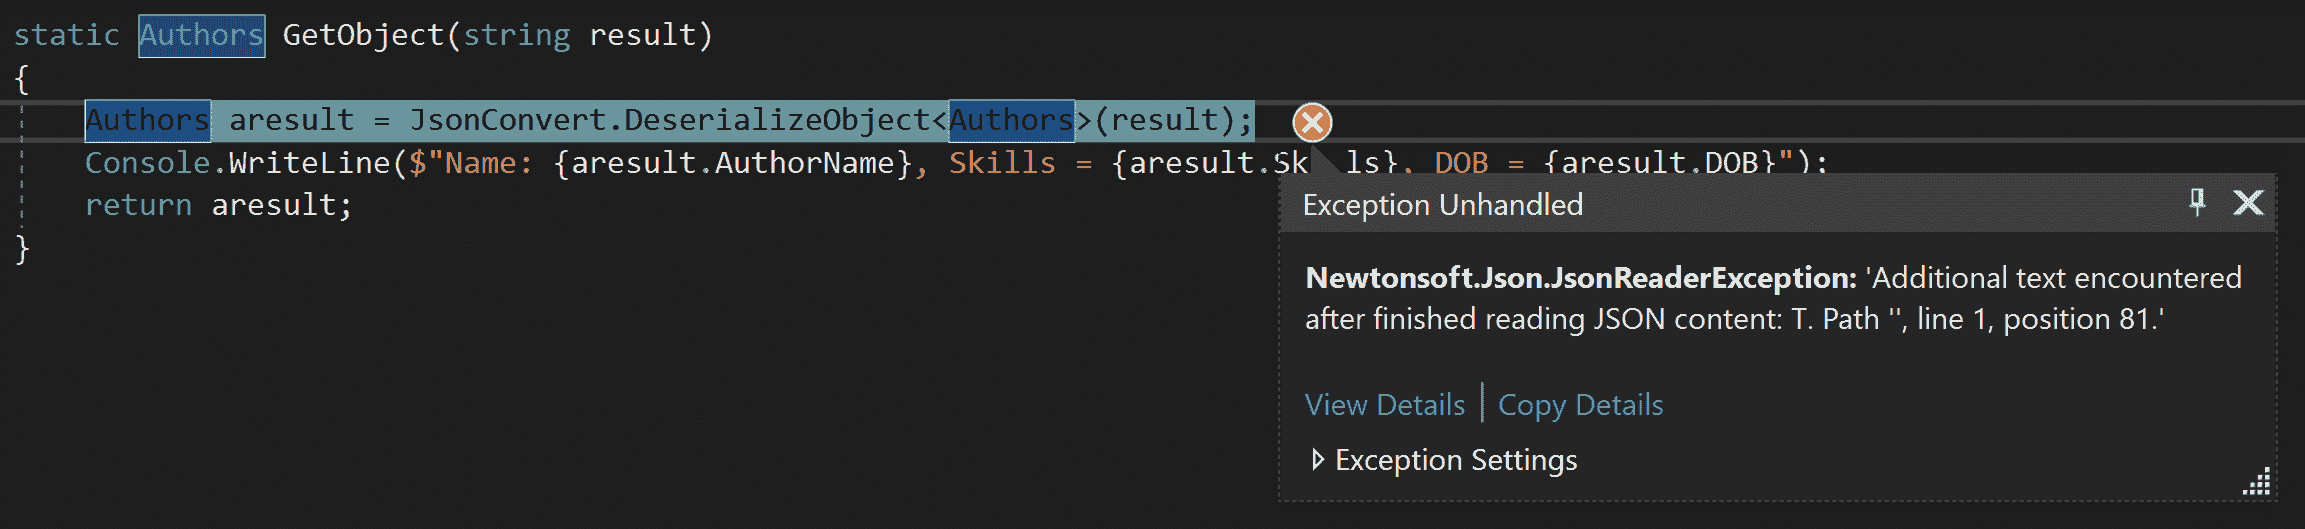 static Authors GetObject(string result)
{
Authors aresult = JsonConvert.DeserializeObject<Authors>(result);
Console.WriteLine($"Name: {aresult.AuthorName}, Skills = {aresult.Sk ls}, DOB = {aresult.DOB}");
return aresult;
}
Exception Unhandled
Newtonsoft.Json.JsonReaderException: 'Additional text encountered
after finished reading JSON content: T. Path '', line 1, position 81.'
View Details | Copy Details
Exception Settings